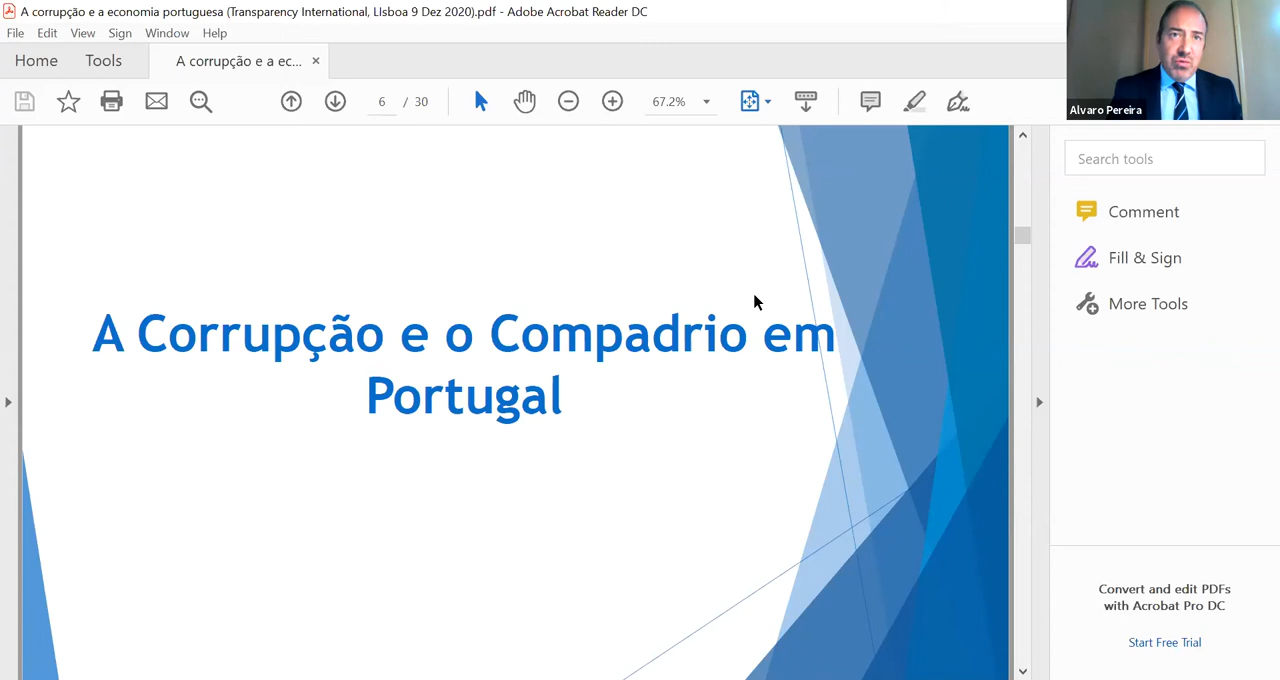 A corrupção e a economia portuguesa (Transparency International, LIsboa 9 Dez 2020).pdf - Adobe Acrobat Reader DC
File Edit View Sign Window Help
Home Tools A corrupção e a ec... ×
6 / 30 67.2%
Alvaro Pereira
Search tools
Comment
Fill & Sign
More Tools
A Corrupção e o Compadrio em
Portugal
Convert and edit PDFs
with Acrobat Pro DC
Start Free Trial